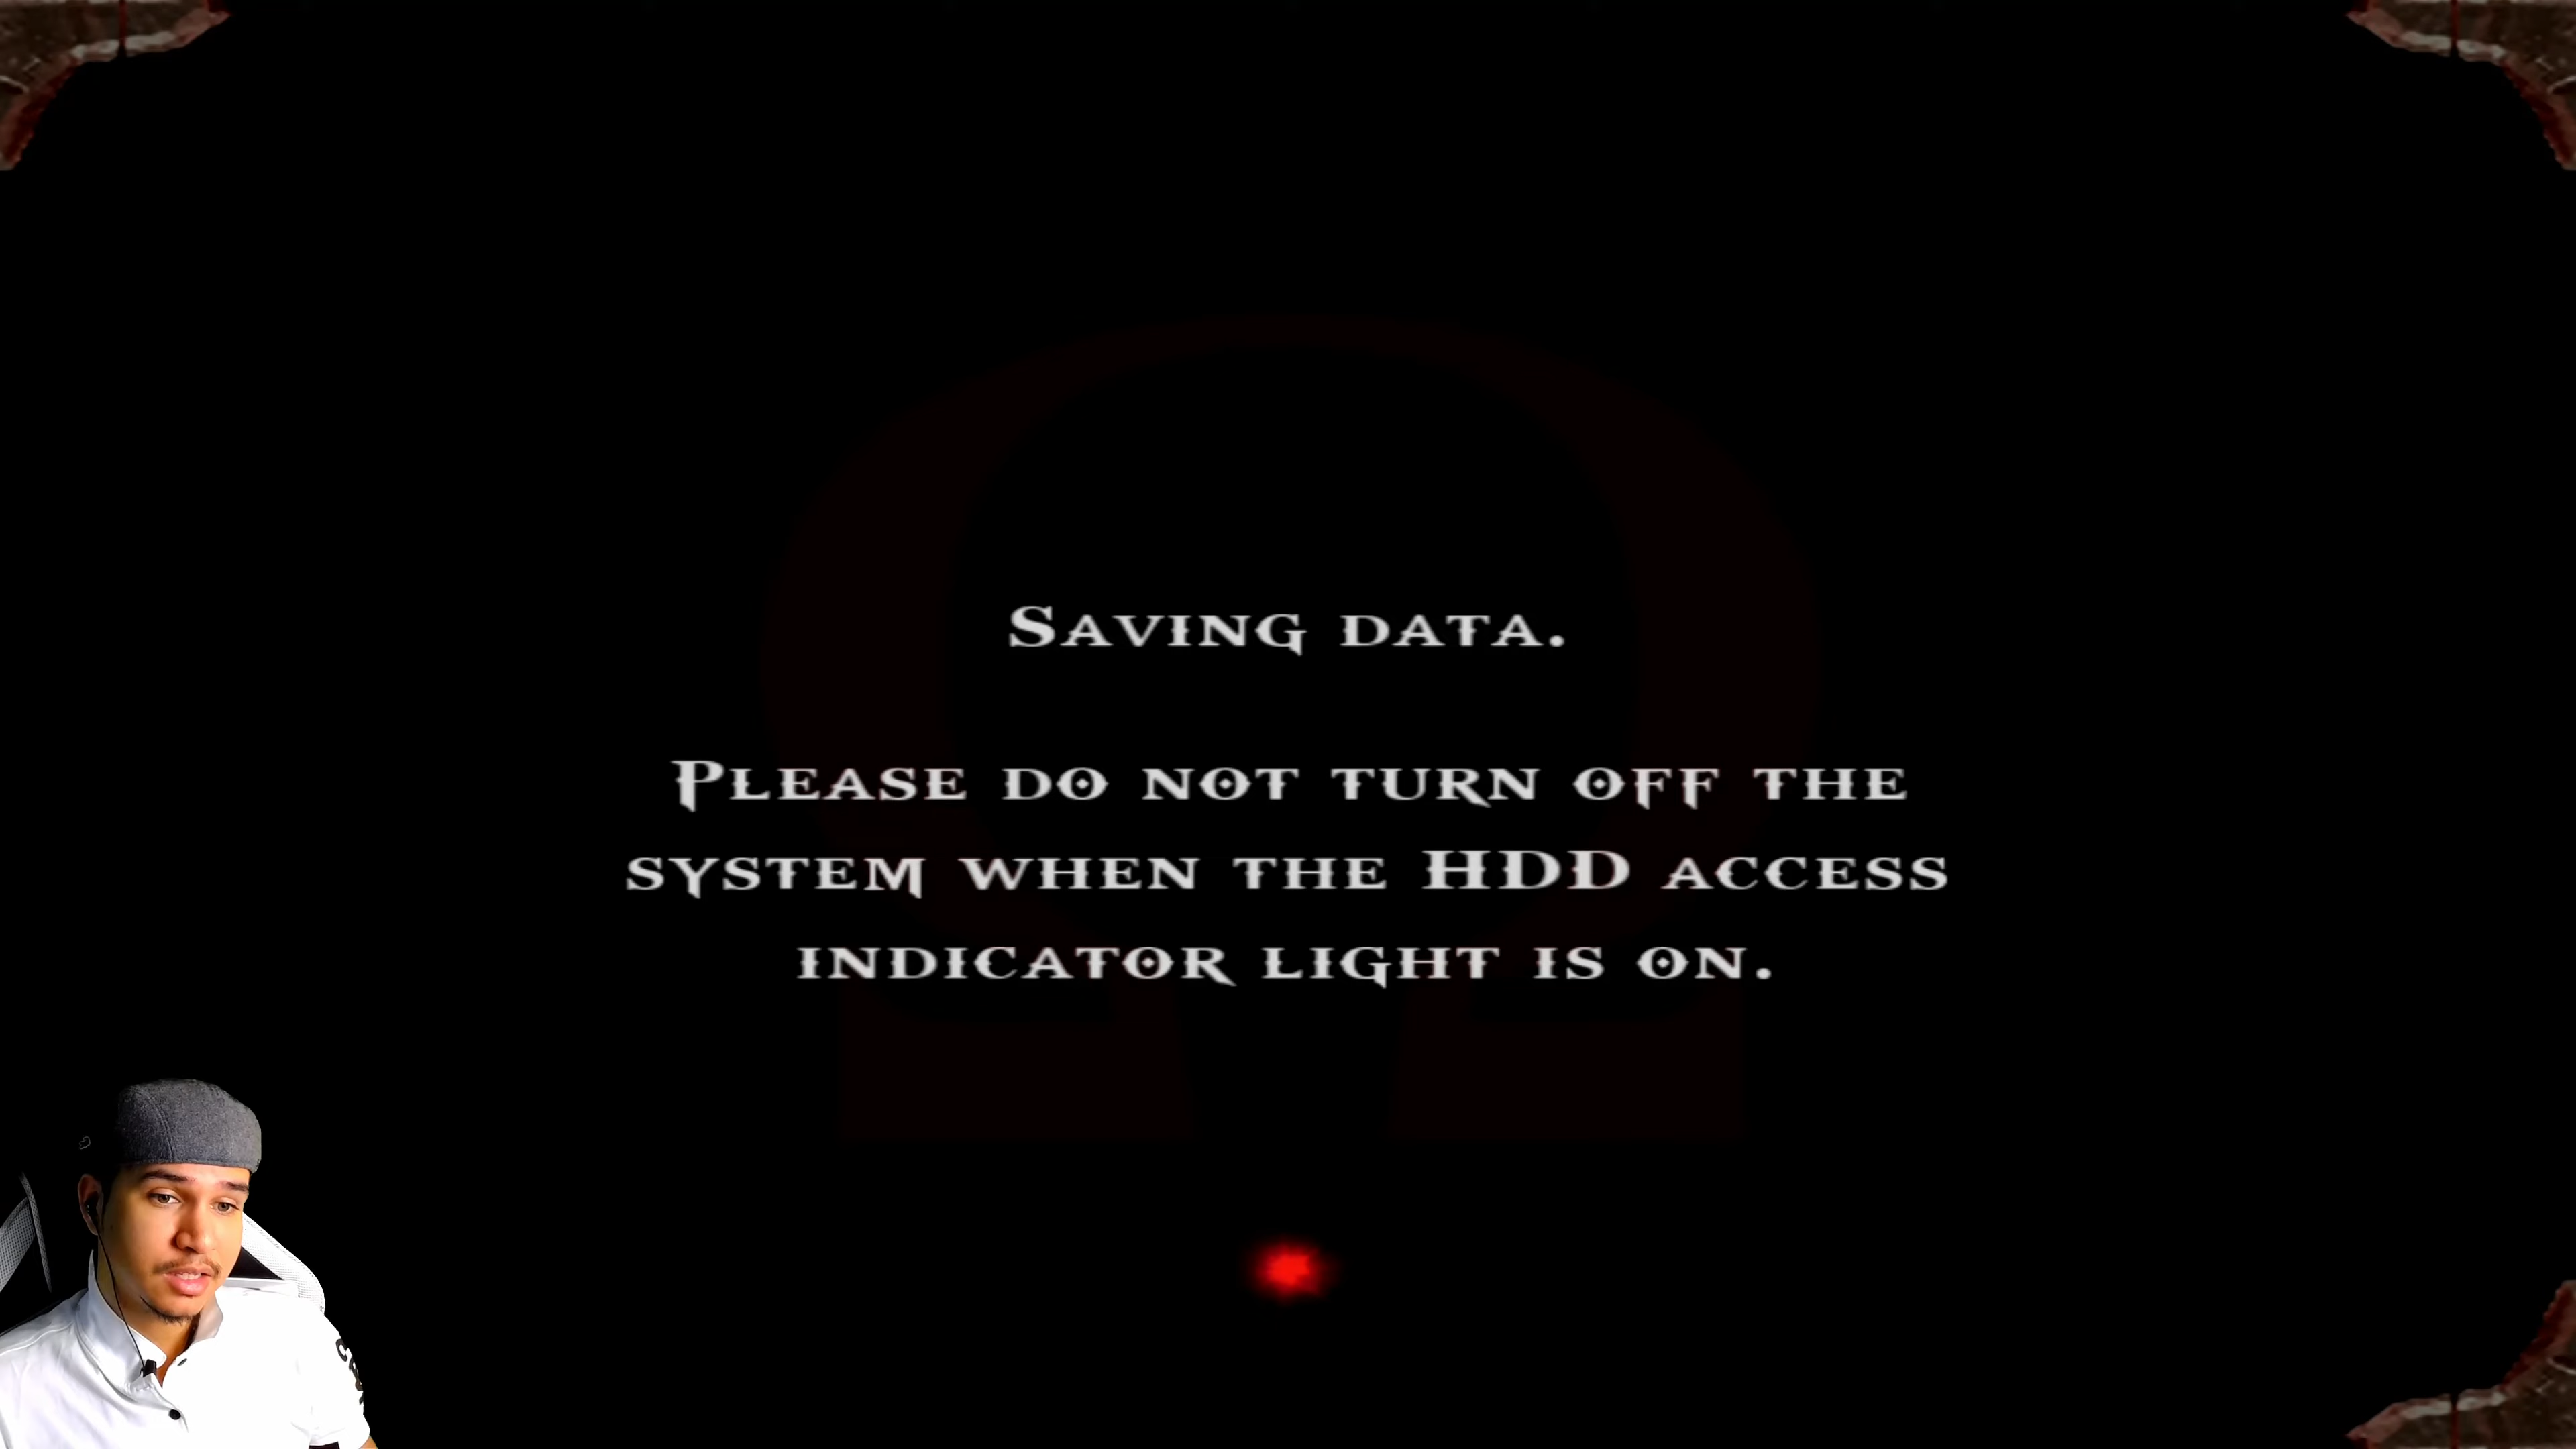 Saving data.
Please do not turn off the
system when the HDD access
indicator light is on.